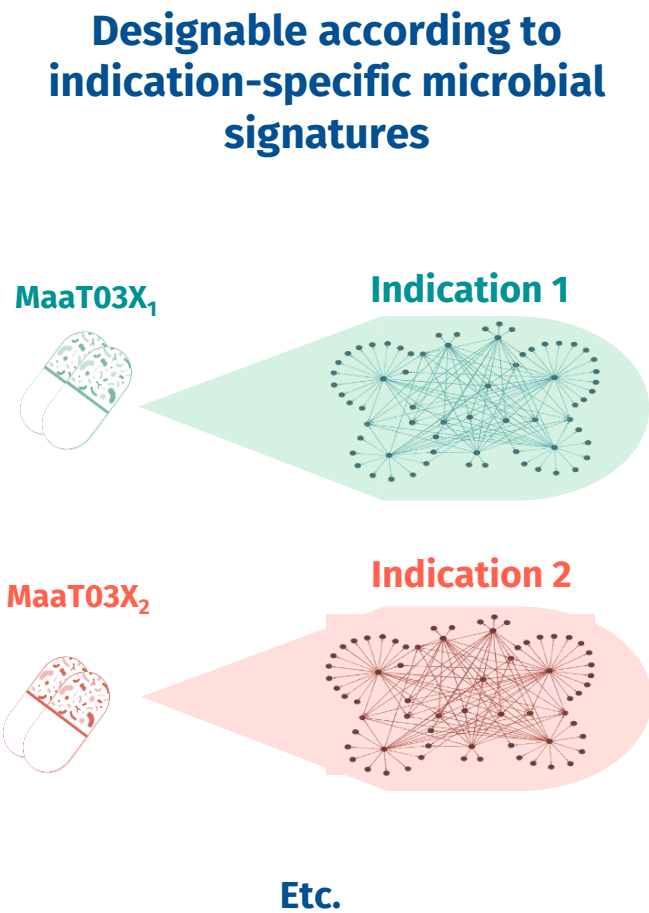 Designable according to
indication-specific microbial
signatures
MaaT03X₁
Indication 1
MaaT03X₂
Indication 2
Etc.